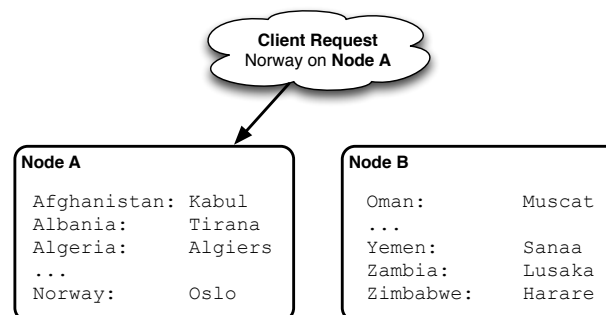 Client Request
Norway on Node A
Node A
Afghanistan: Kabul
Albania: Tirana
Algeria: Algiers
...
Norway: Oslo
Node B
Oman: Muscat
...
Yemen: Sanaa
Zambia: Lusaka
Zimbabwe: Harare